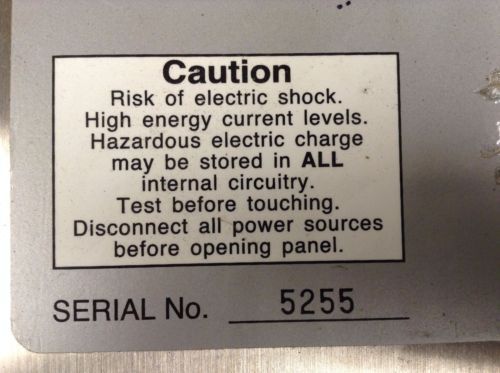 Caution
Risk of electric shock.
High energy current levels.
Hazardous electric charge
may be stored in ALL
internal circuitry.
Test before touching.
Disconnect all power sources
before opening panel.
SERIAL No. 5255